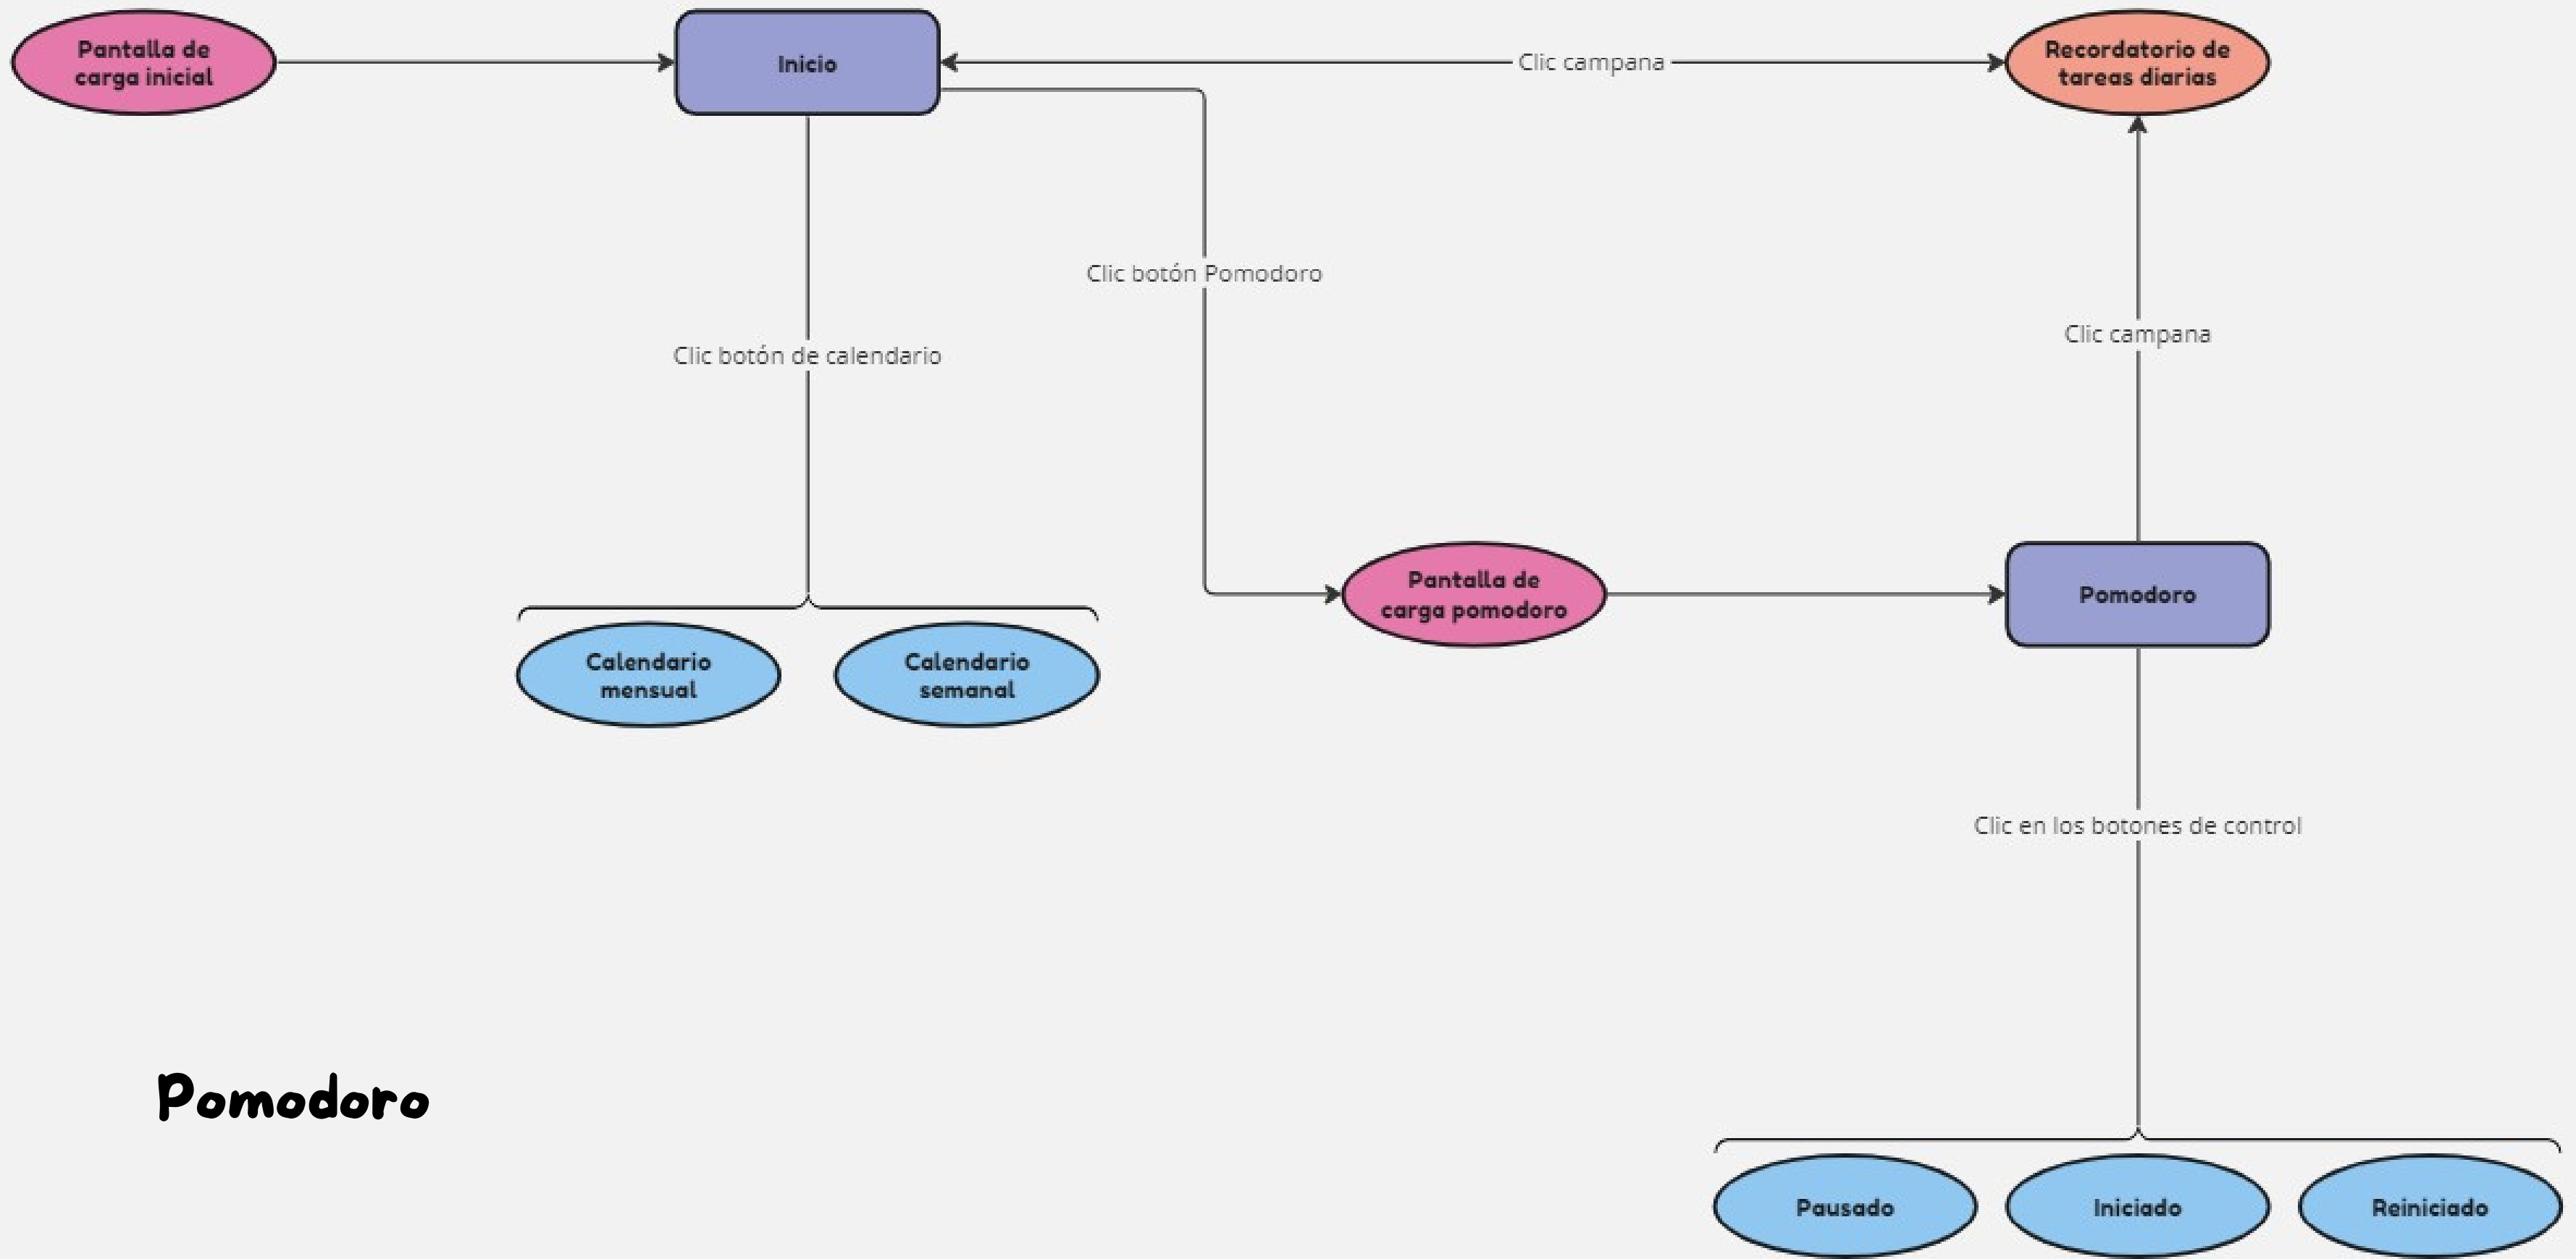 Pantalla de
carga inicial
Inicio
Clic campana
Recordatorio de
tareas diarias
Clic botón Pomodoro
Clic campana
Clic botón de calendario
Pantalla de
carga pomodoro
Pomodoro
Calendario
mensual
Calendario
semanal
Clic en los botones de control
Pomodoro
Pausado
Iniciado
Reiniciado